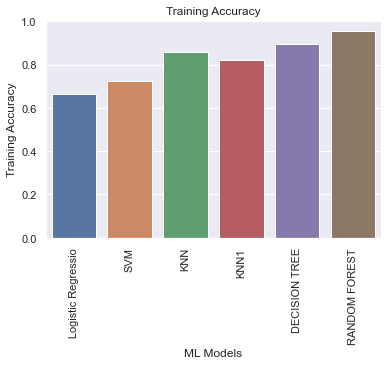 Training Accuracy
Training Accuracy
1.0
0.8
0.6
0.4
0.2
0.0
Logistic Regressio
SVM
KNN
KNN1
DECISION TREE
RANDOM FOREST
ML Models